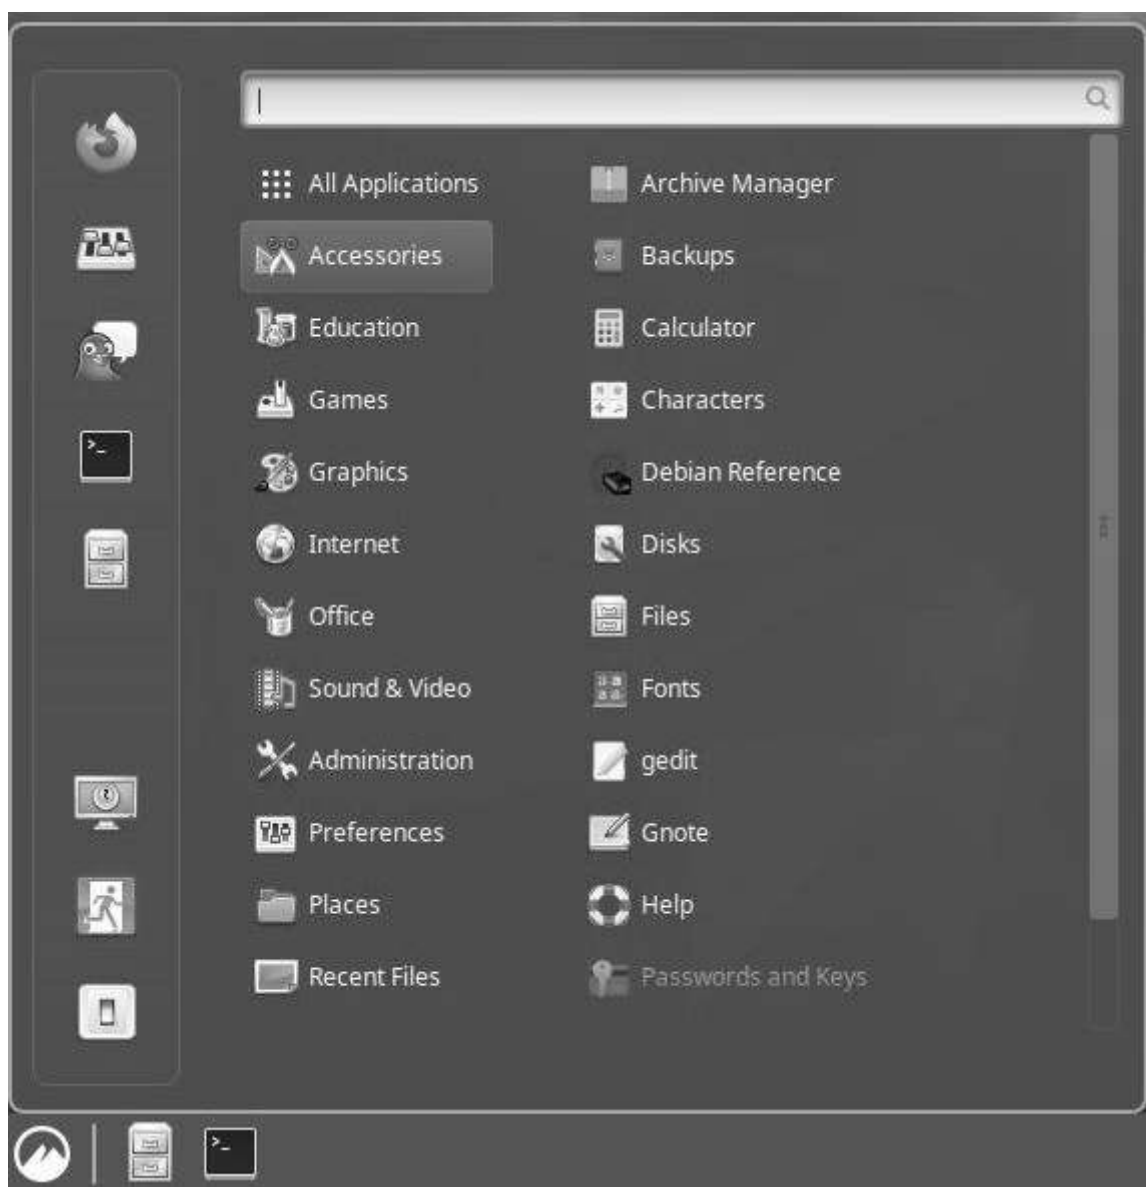 All Applications
Accessories
Education
Games
Graphics
Internet
Office
Sound & Video
Administration
Preferences
Places
Recent Files
Archive Manager
Backups
Calculator
Characters
Debian Reference
Disks
Files
Fonts
gedit
Gnote
Help
Passwords and Keys